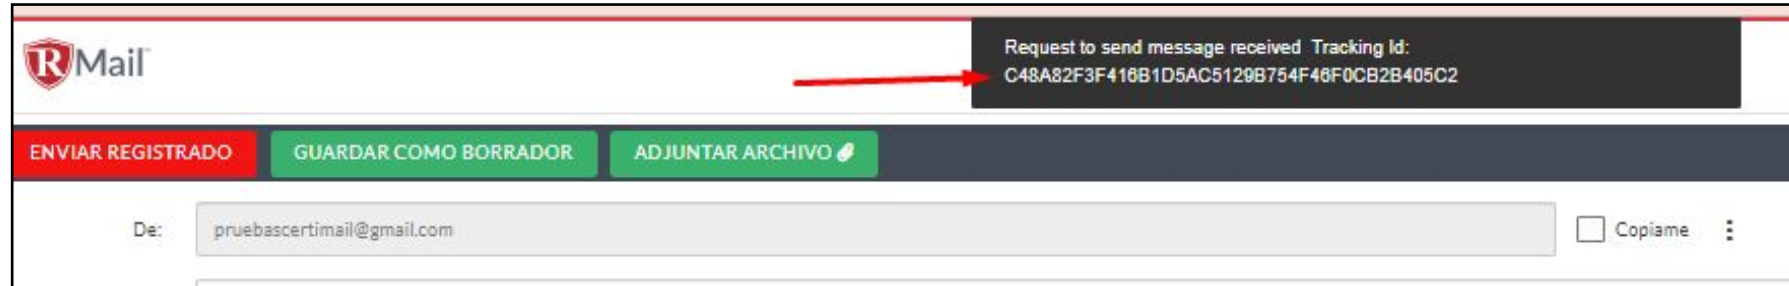 RMail™
Request to send message received Tracking Id:
C48A82F3F416B1D5AC5129B754F46F0CB2B405C2
ENVIAR REGISTRADO
GUARDAR COMO BORRADOR
ADJUNTAR ARCHIVO
De:
pruebascertimail@gmail.com
Copiame